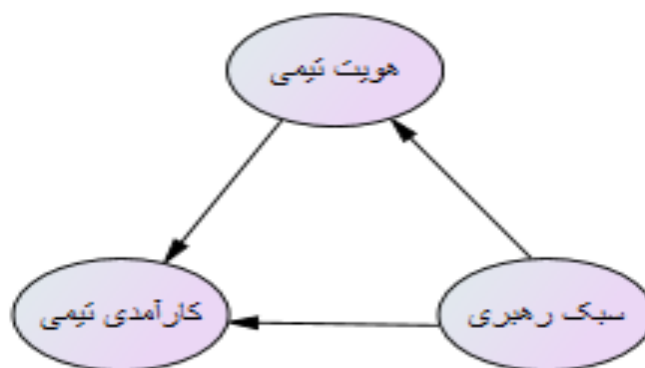 هویت تیمی
سبک رهبری
کارآمدی تیمی